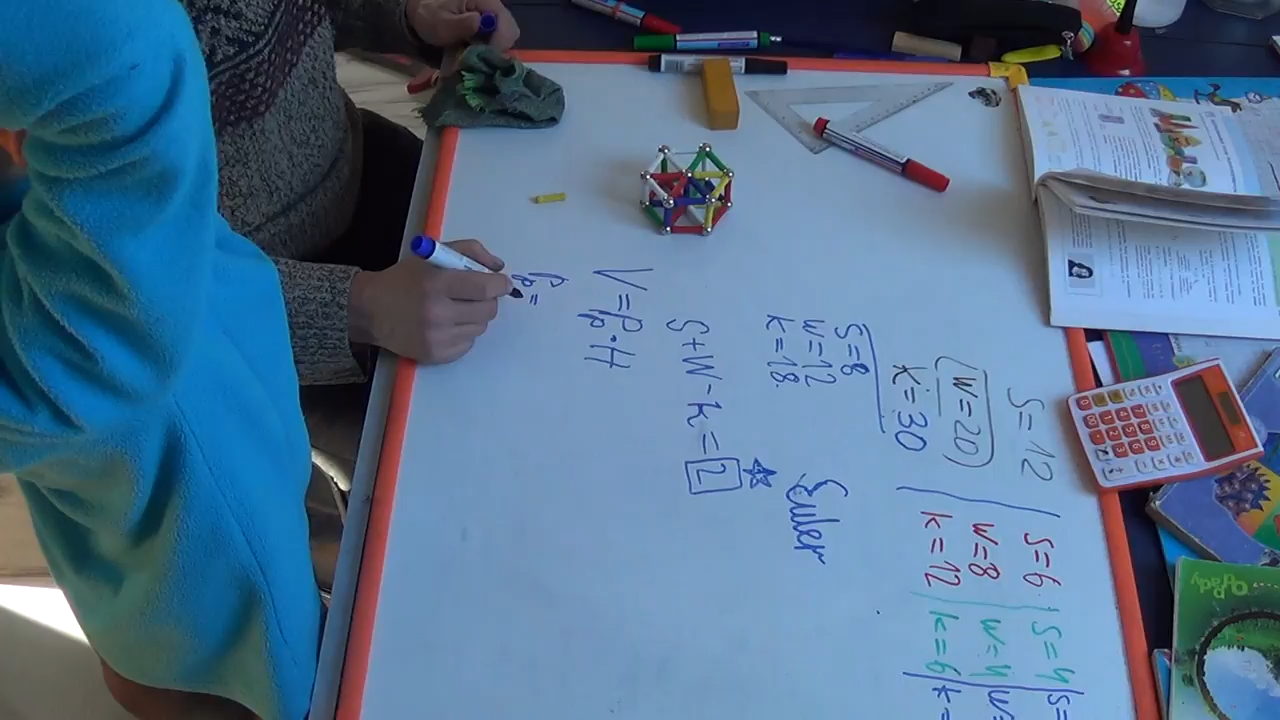 S=12
W=20
k=30
S=6
W=8
k=12
S=4
W=4
k=6
S=
W=
k=
S=8
W=12
k=18
Euler
S+W-k=2
V=Pp·H
Pp=